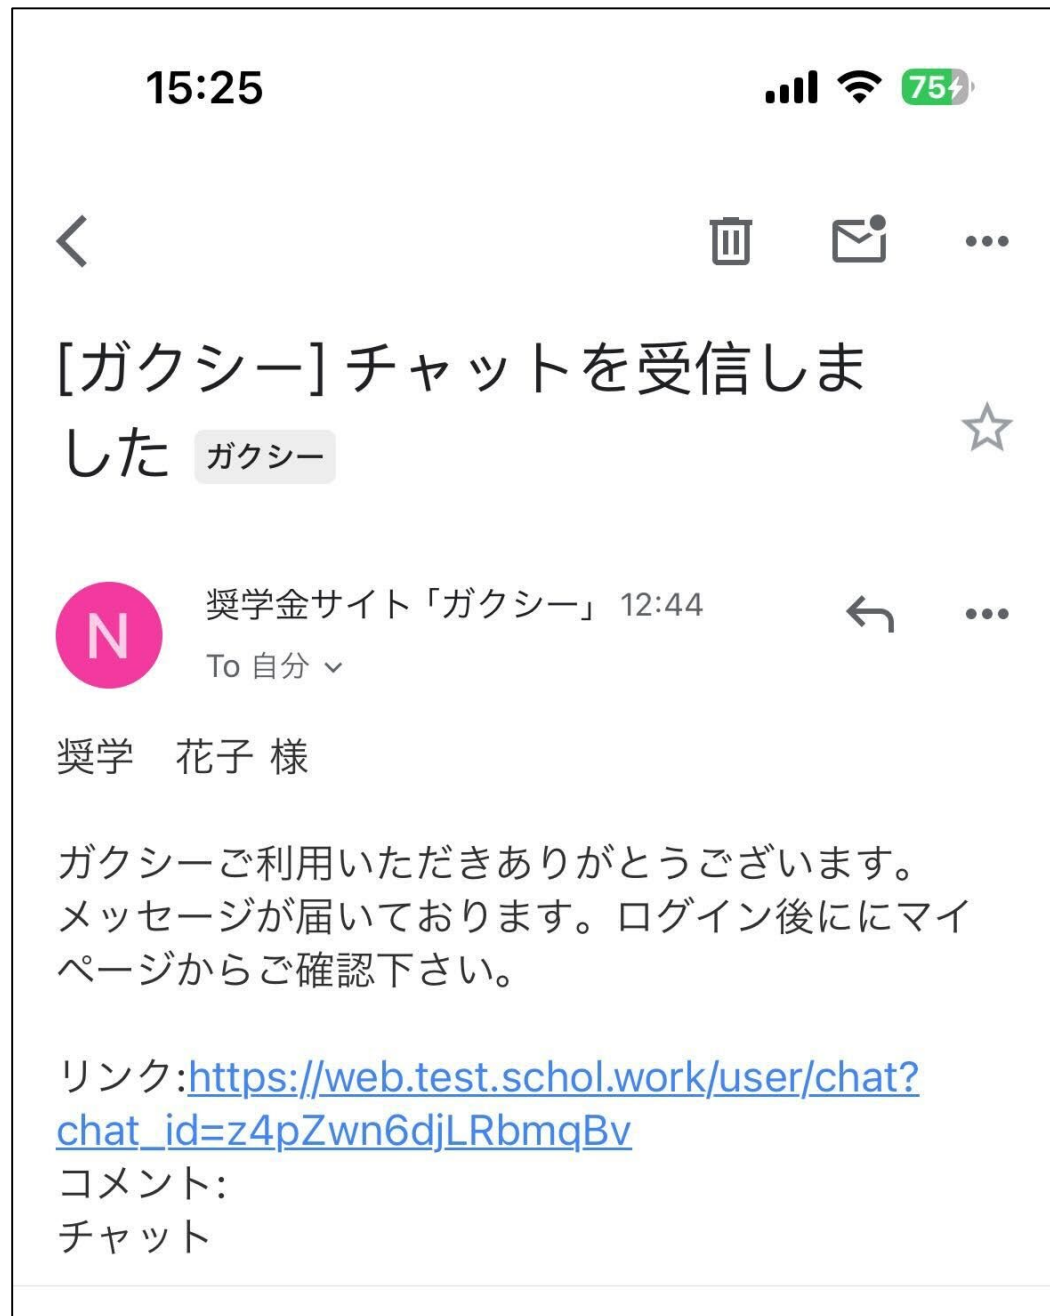 15:25
75
[ガクシー] チャットを受信しま
した ガクシー
N
奨学金サイト「ガクシー」 12:44
To 自分
奨学　花子 様
ガクシーご利用いただきありがとうございます。
メッセージが届いております。ログイン後ににマイ
ページからご確認下さい。
リンク:https://web.test.schol.work/user/chat?
chat_id=z4pZwn6djLRbmqBv
コメント:
チャット